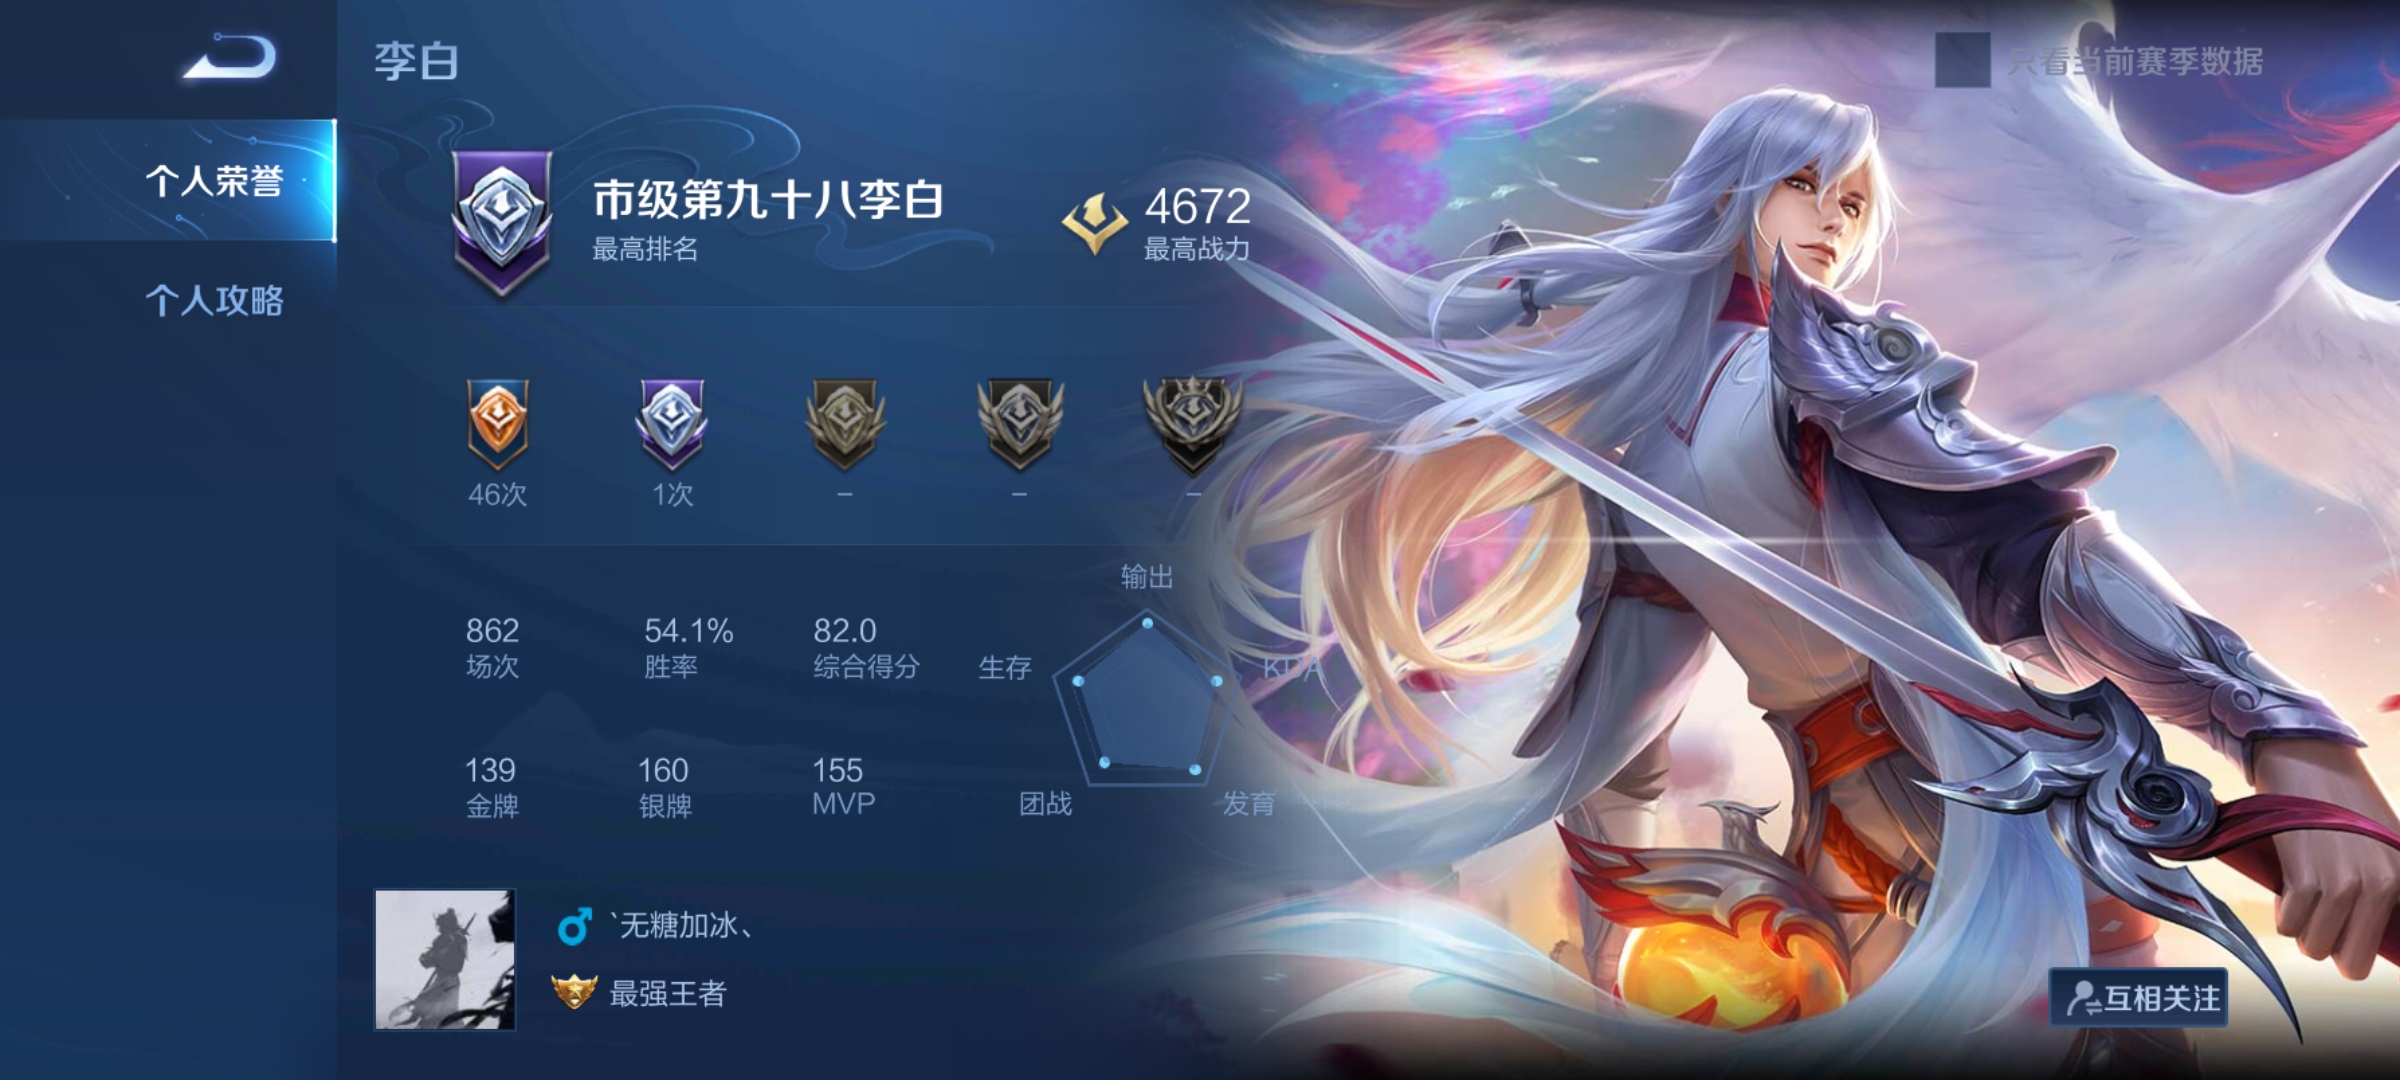 李白
只看当前赛季数据
个人荣誉
个人攻略
市级第九十八李白
最高排名
4672
最高战力
46次
1次
–
–
–
862
场次
54.1%
胜率
82.0
综合得分
139
金牌
160
银牌
155
MVP
输出
生存
KDA
团战
发育
`无糖加冰、
最强王者
互相关注